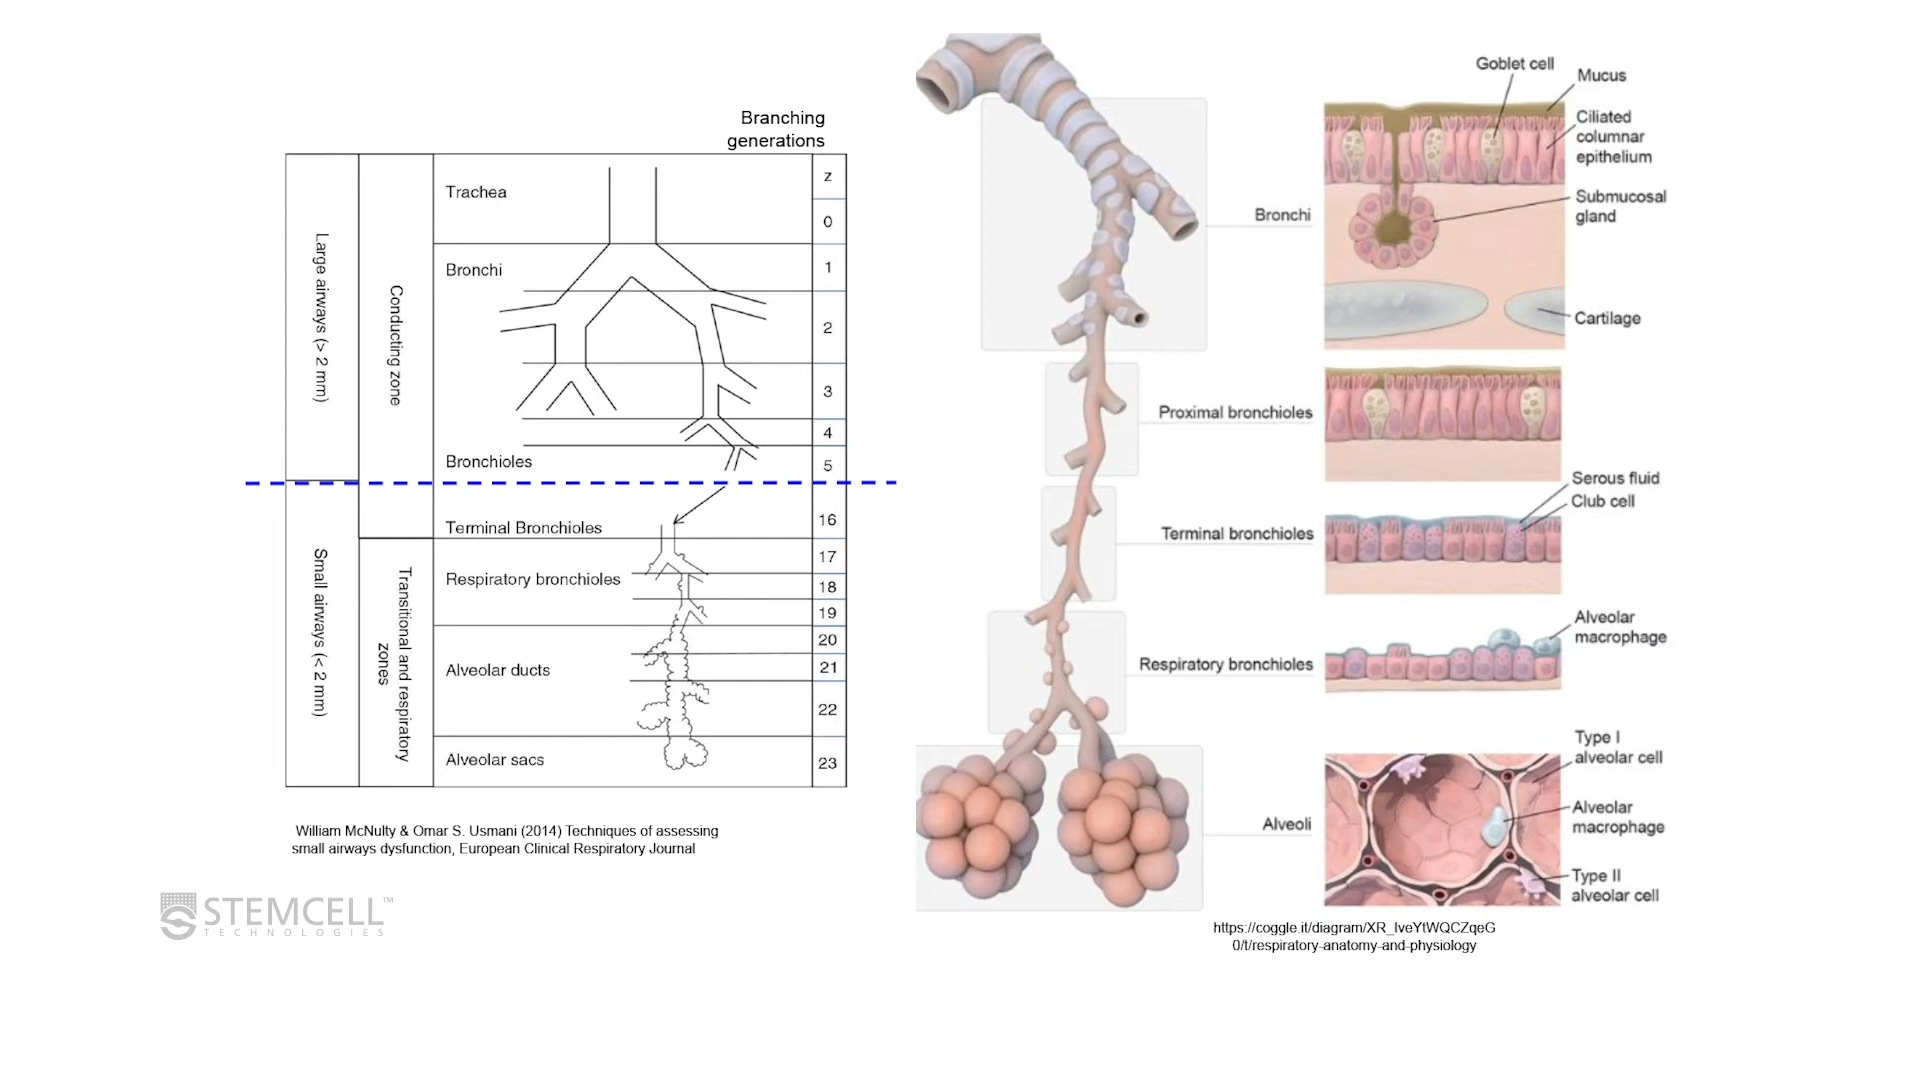 Branching
generations
Large airways (> 2 mm)
Conducting zone
Trachea
z
0
Bronchi
1
2
3
4
Bronchioles
5
Small airways (< 2 mm)
Terminal Bronchioles
16
Transitional and respiratory
zones
Respiratory bronchioles
17
18
19
Alveolar ducts
20
21
22
Alveolar sacs
23
William McNulty & Omar S. Usmani (2014) Techniques of assessing
small airways dysfunction, European Clinical Respiratory Journal
STEMCELL™
TECHNOLOGIES
Bronchi
Goblet cell
Mucus
Ciliated
columnar
epithelium
Submucosal
gland
Cartilage
Proximal bronchioles
Terminal bronchioles
Serous fluid
Club cell
Respiratory bronchioles
Alveolar
macrophage
Alveoli
Type I
alveolar cell
Alveolar
macrophage
Type II
alveolar cell
https://coggle.it/diagram/XR_IveYtWQCZqeG
0/t/respiratory-anatomy-and-physiology